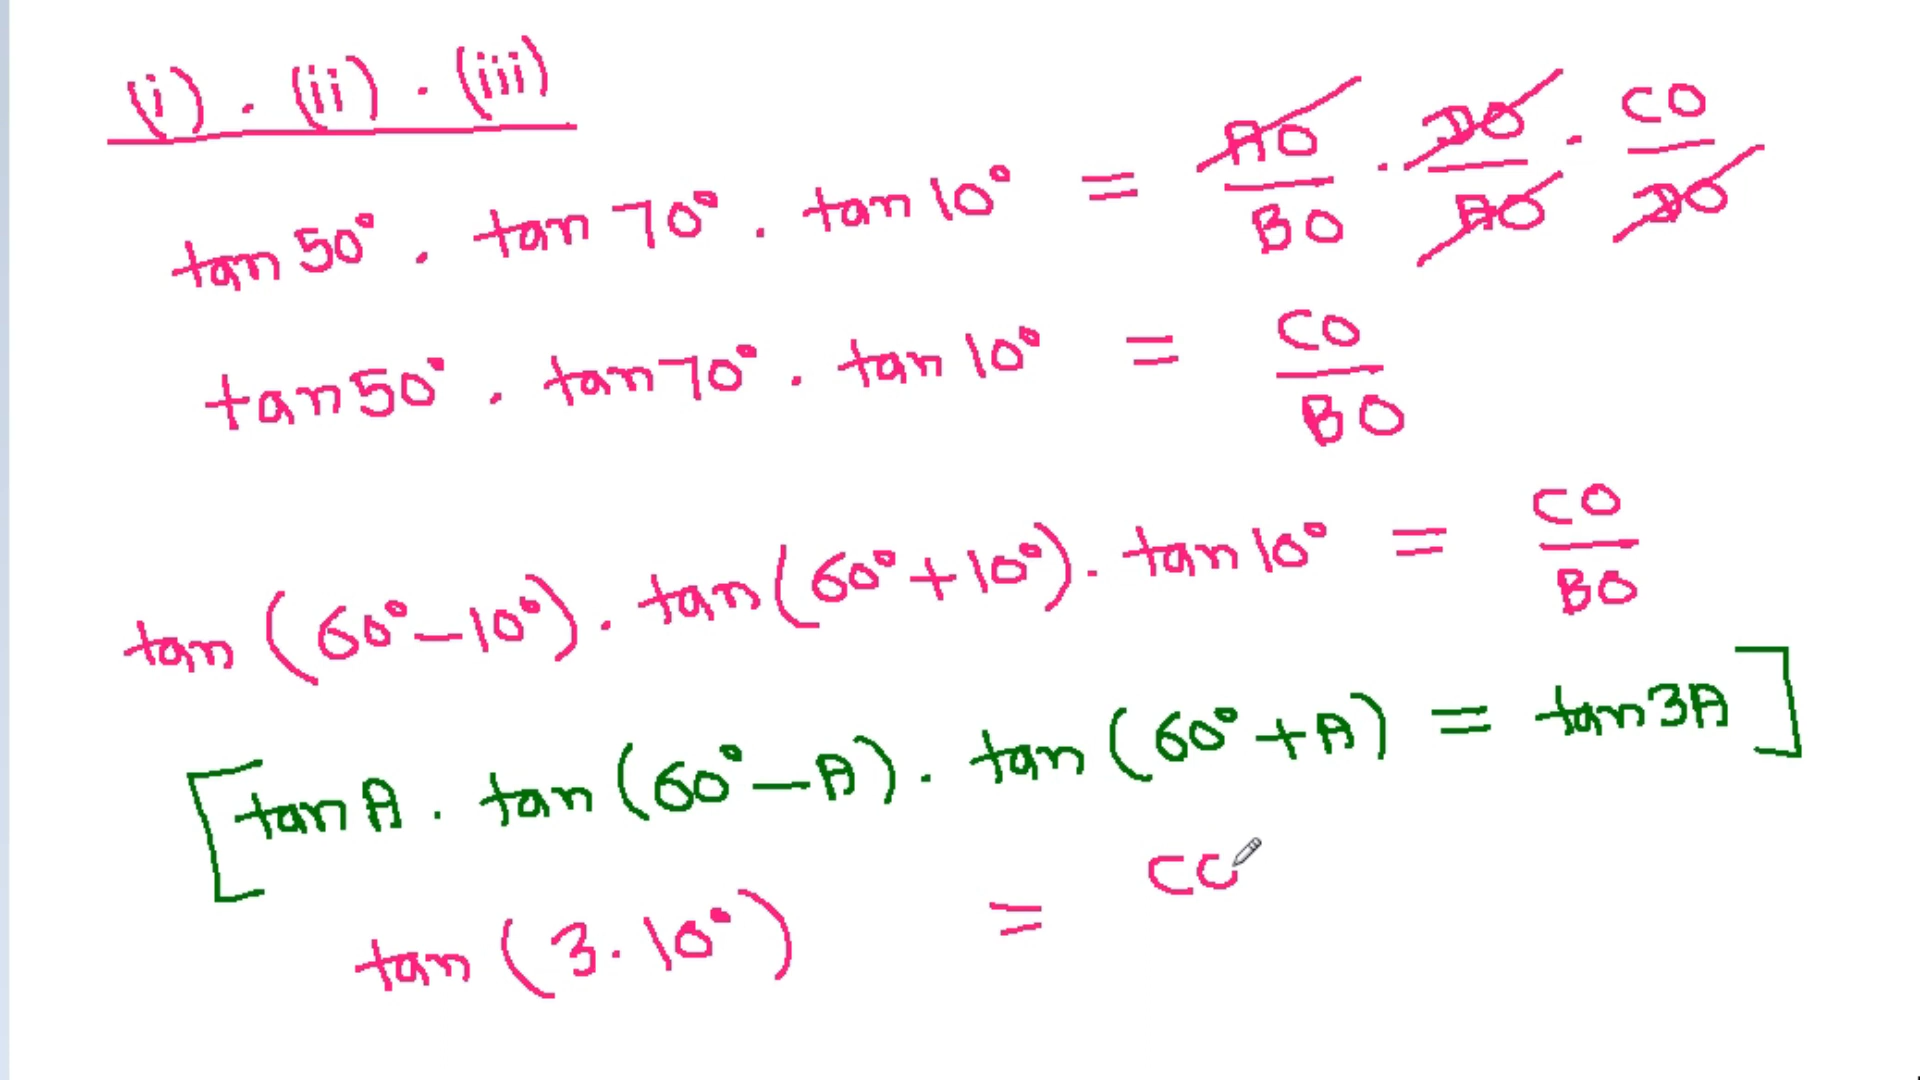 (i) . (ii) . (iii)
tan 50° . tan 70° . tan 10° = AO/BO . DO/AO . CO/DO
tan 50° . tan 70° . tan 10° = CO/BO
tan (60° – 10°) . tan (60° + 10°) . tan 10° = CO/BO
[tan A . tan (60° – A) . tan (60° + A) = tan 3A]
tan (3 . 10°) = CO